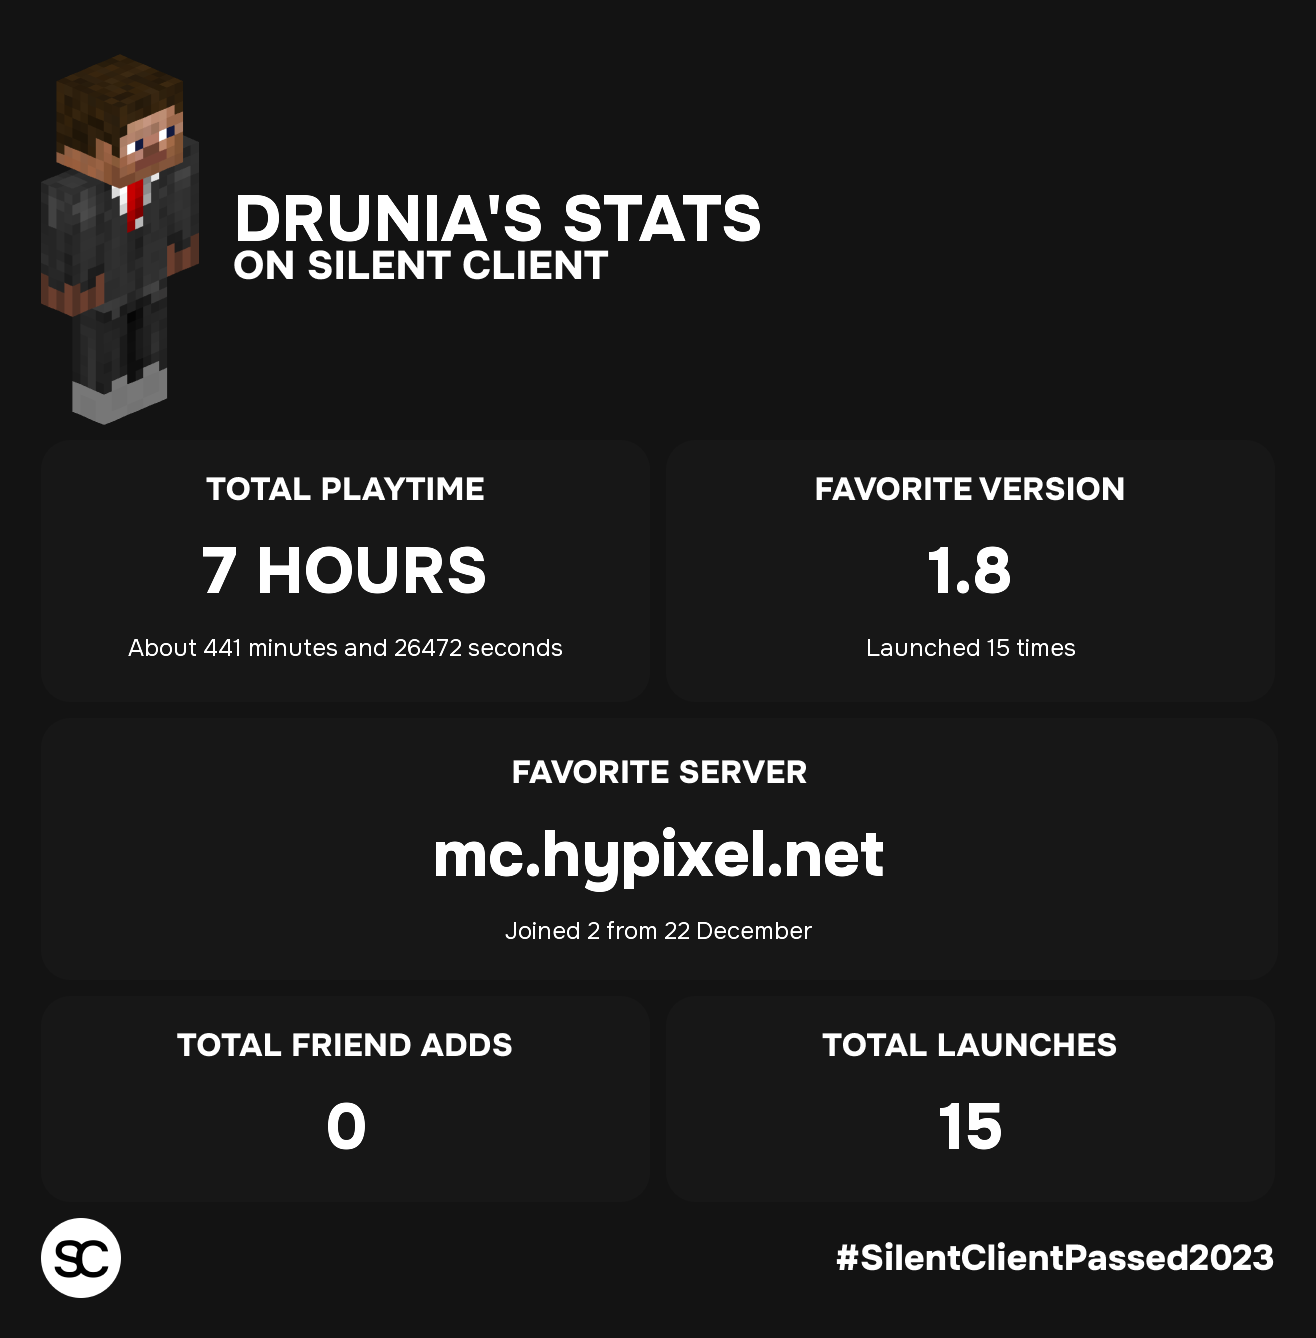 DRUNIA'S STATS
ON SILENT CLIENT
TOTAL PLAYTIME
7 HOURS
About 441 minutes and 26472 seconds
FAVORITE VERSION
1.8
Launched 15 times
FAVORITE SERVER
mc.hypixel.net
Joined 2 from 22 December
TOTAL FRIEND ADDS
0
TOTAL LAUNCHES
15
SC
#SilentClientPassed2023